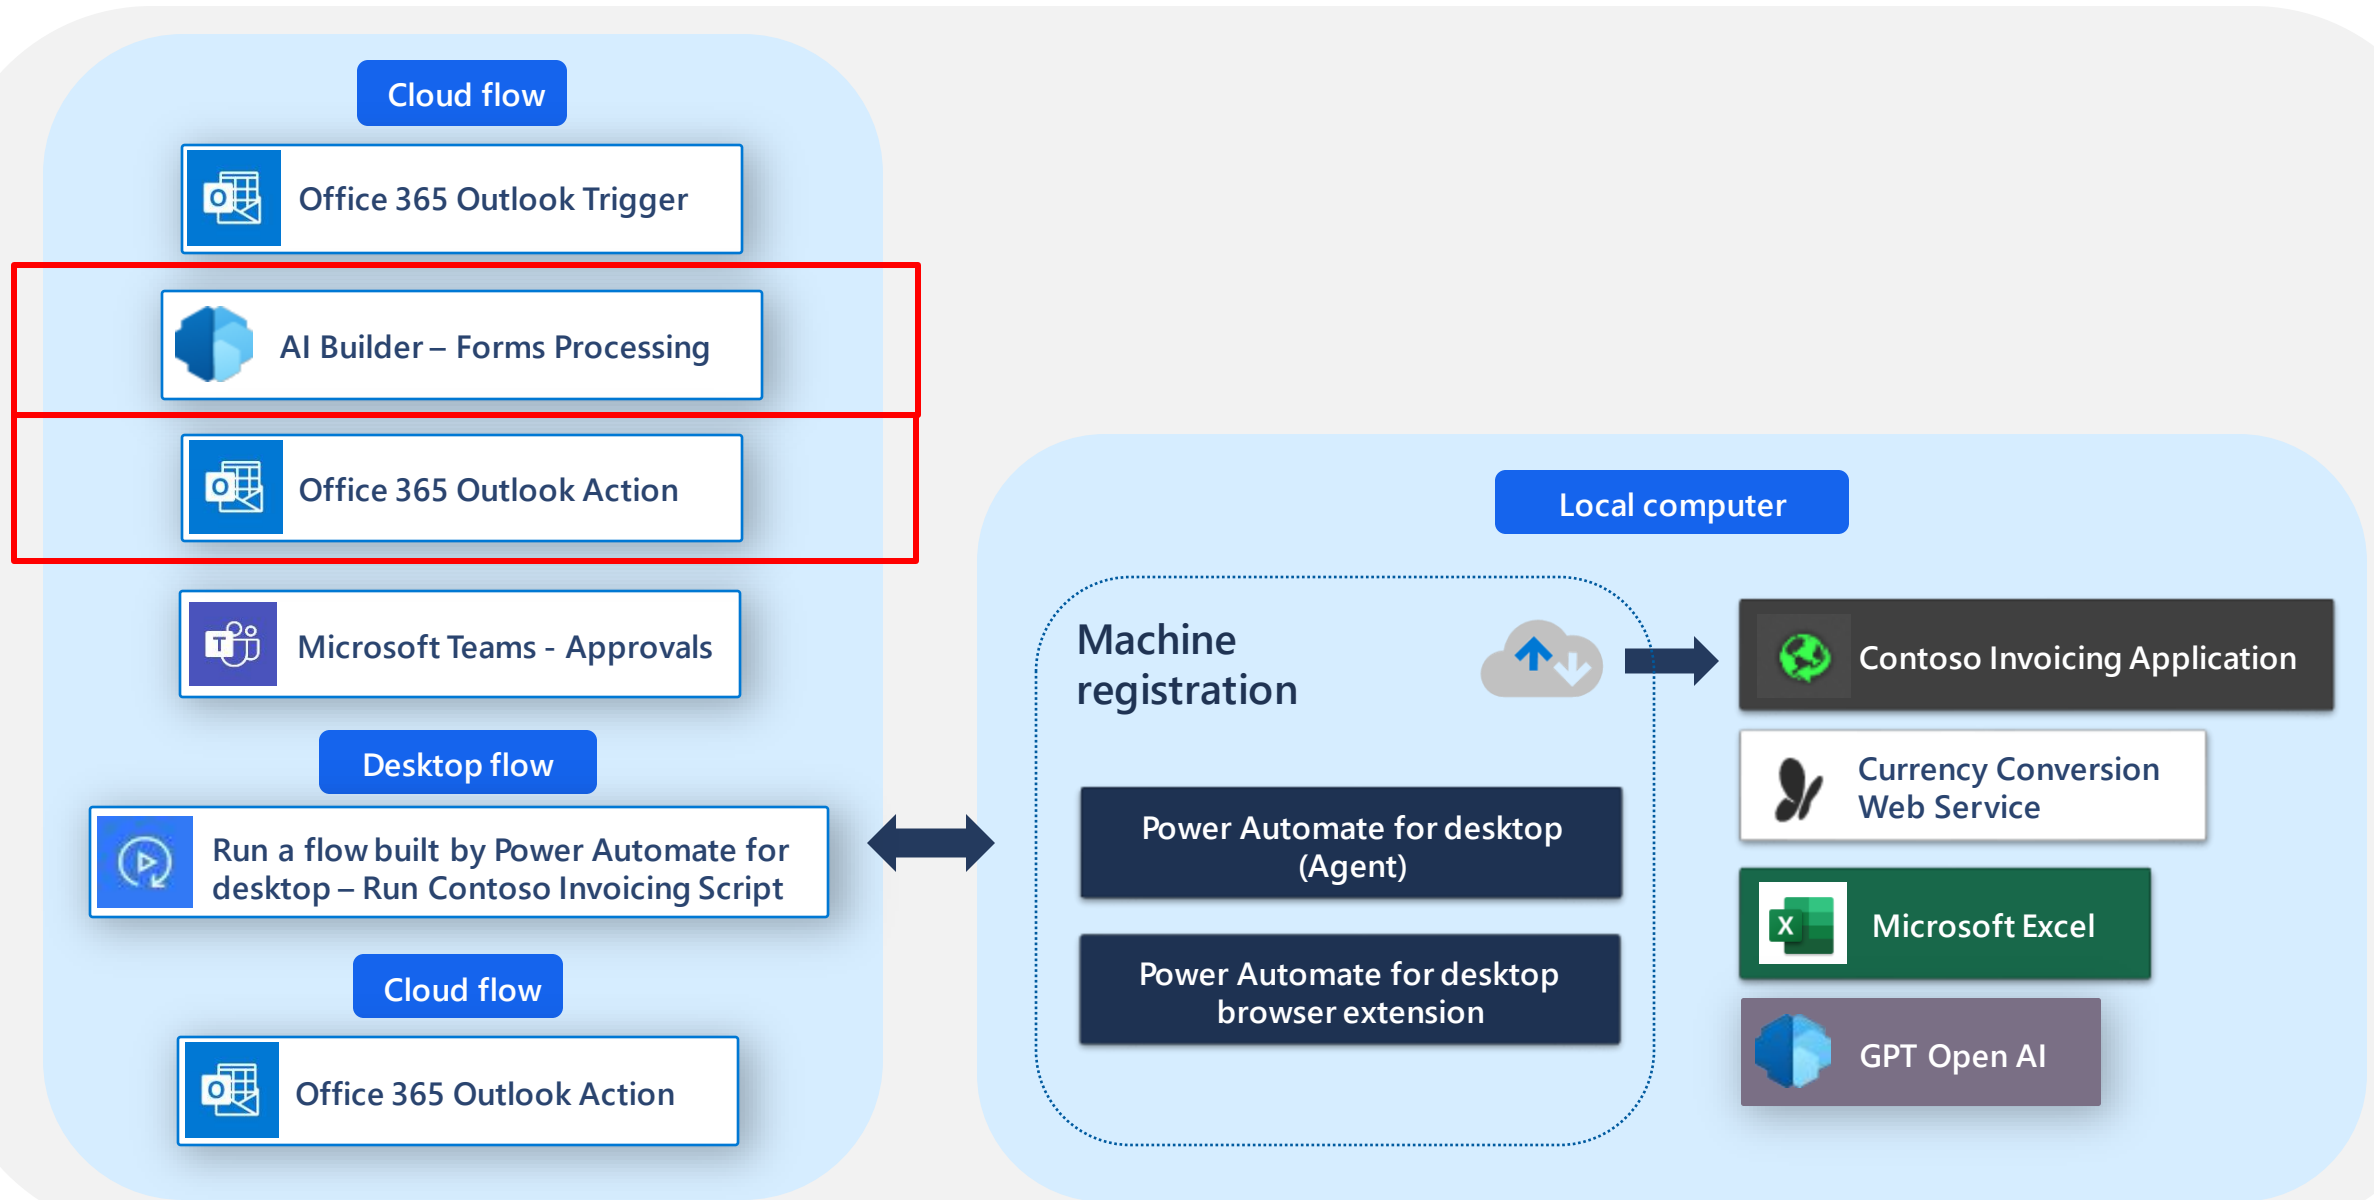 Cloud flow
Office 365 Outlook Trigger
AI Builder – Forms Processing
Office 365 Outlook Action
Microsoft Teams - Approvals
Desktop flow
Run a flow built by Power Automate for
desktop – Run Contoso Invoicing Script
Cloud flow
Office 365 Outlook Action
Local computer
Machine
registration
Power Automate for desktop
(Agent)
Power Automate for desktop
browser extension
Contoso Invoicing Application
Currency Conversion
Web Service
Microsoft Excel
GPT Open AI